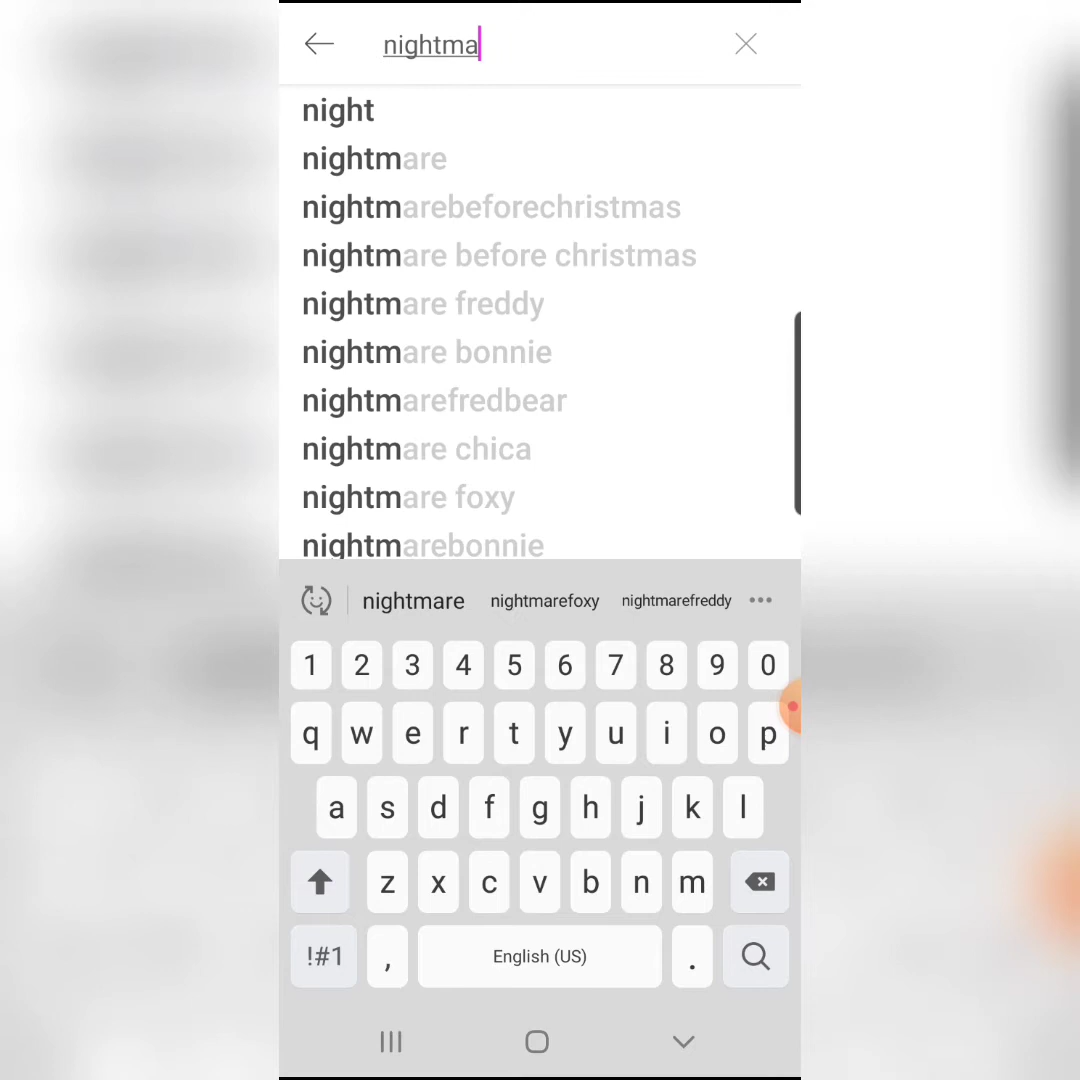 nightma
night
nightmare
nightmarebeforechristmas
nightmare before christmas
nightmare freddy
nightmare bonnie
nightmarefredbear
nightmare chica
nightmare foxy
nightmarebonnie
nightmare nightmarefoxy nightmarefreddy
1 2 3 4 5 6 7 8 9 0
q w e r t y u i o p
a s d f g h j k l
z x c v b n m
!#1 , English (US) .